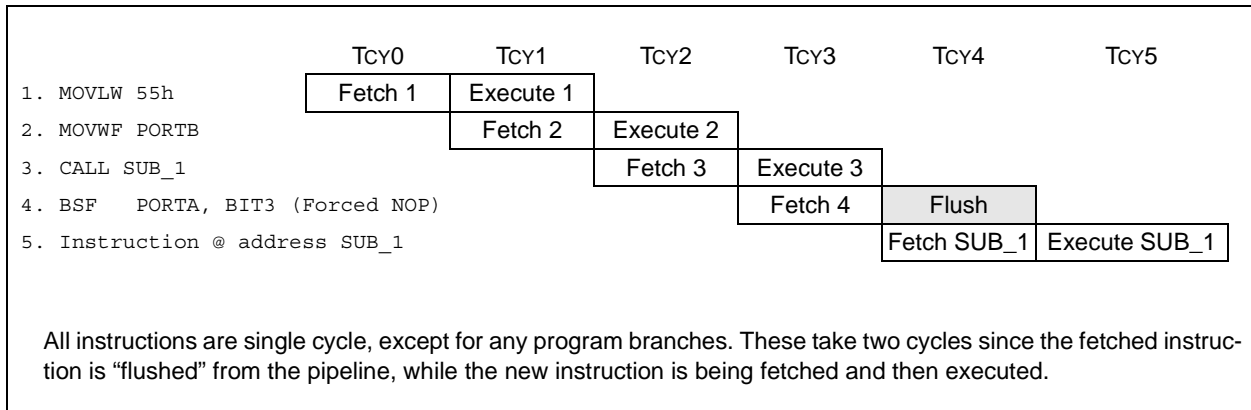 TCY0 TCY1 TCY2 TCY3 TCY4 TCY5
1. MOVLW 55h Fetch 1 Execute 1
2. MOVWF PORTB Fetch 2 Execute 2
3. CALL SUB_1 Fetch 3 Execute 3
4. BSF PORTA, BIT3 (Forced NOP) Fetch 4 Flush
5. Instruction @ address SUB_1 Fetch SUB_1 Execute SUB_1
All instructions are single cycle, except for any program branches. These take two cycles since the fetched instruc-
tion is “flushed” from the pipeline, while the new instruction is being fetched and then executed.